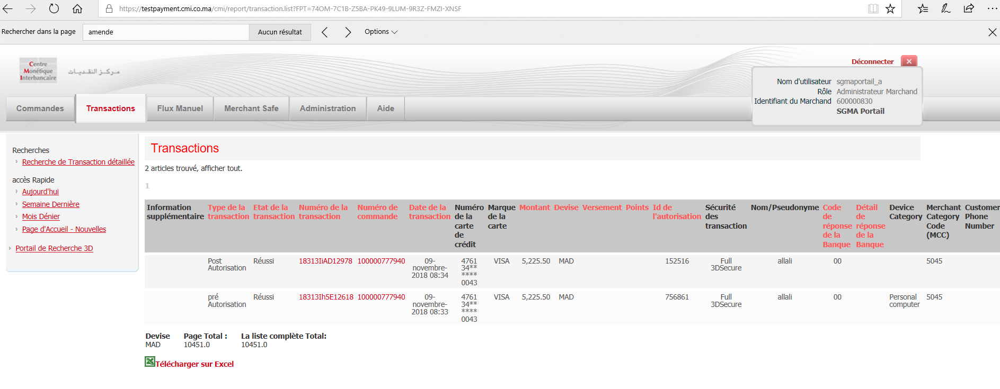 https://testpayment.cmi.co.ma/cmi/report/transaction.list?FPT=74OM-7C1B-Z5BA-PK49-9LUM-9R3Z-FMZI-XNSF
Rechercher dans la page amende Aucun résultat Options
Centre
Monétique
Interbancaire
مركز النقديات
Déconnecter
Nom d'utilisateur sgmaportail_a
Rôle Administrateur Marchand
Identifiant du Marchand 600000830
SGMA Portail
Commandes Transactions Flux Manuel Merchant Safe Administration Aide
Recherches
Recherche de Transaction détaillée
accès Rapide
Aujourd'hui
Semaine Dernière
Mois Dénier
Page d'Accueil - Nouvelles
Portail de Recherche 3D
Transactions
2 articles trouvé, afficher tout.
1
Information supplémentaire Type de la transaction Etat de la transaction Numéro de la transaction Numéro de commande Date de la transaction Numéro de la carte de crédit Marque de la carte Montant Devise Versement Points Id de l'autorisation Sécurité des transaction Nom/Pseudonyme Code de réponse de la Banque Détail de réponse de la Banque Device Category Merchant Category Code (MCC) Customer Phone Number
Post Autorisation Réussi 18313IiAD12978 100000777940 09-novembre-2018 08:34 4761 34** **** 0043 VISA 5,225.50 MAD 152516 Full 3DSecure allali 00 5045
pré Autorisation Réussi 18313Ih5E12618 100000777940 09-novembre-2018 08:33 4761 34** **** 0043 VISA 5,225.50 MAD 756861 Full 3DSecure allali 00 Personal computer 5045
Devise Page Total : La liste complète Total:
MAD 10451.0 10451.0
Télécharger sur Excel